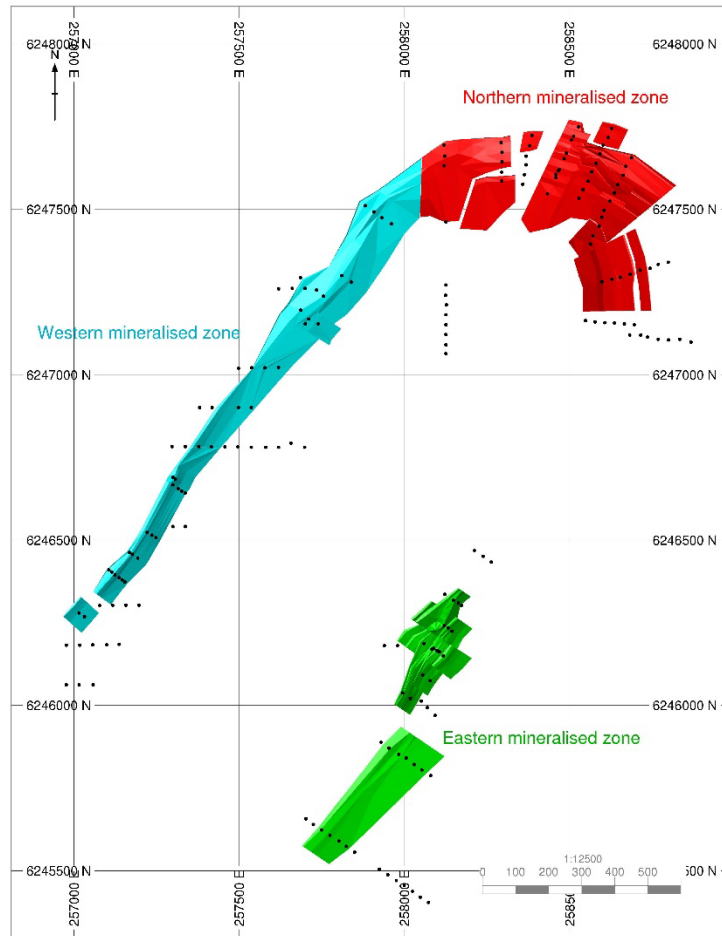 257000 E
257500 E
258000 E
258500 E
6248000 N
6248000 N
N
Northern mineralised zone
6247500 N
6247500 N
Western mineralised zone
6247000 N
6247000 N
6246500 N
6246500 N
6246000 N
6246000 N
Eastern mineralised zone
1:12500
6245500 N
6245500 N
0 100 200 300 400 500
257000 E
257500 E
258000 E